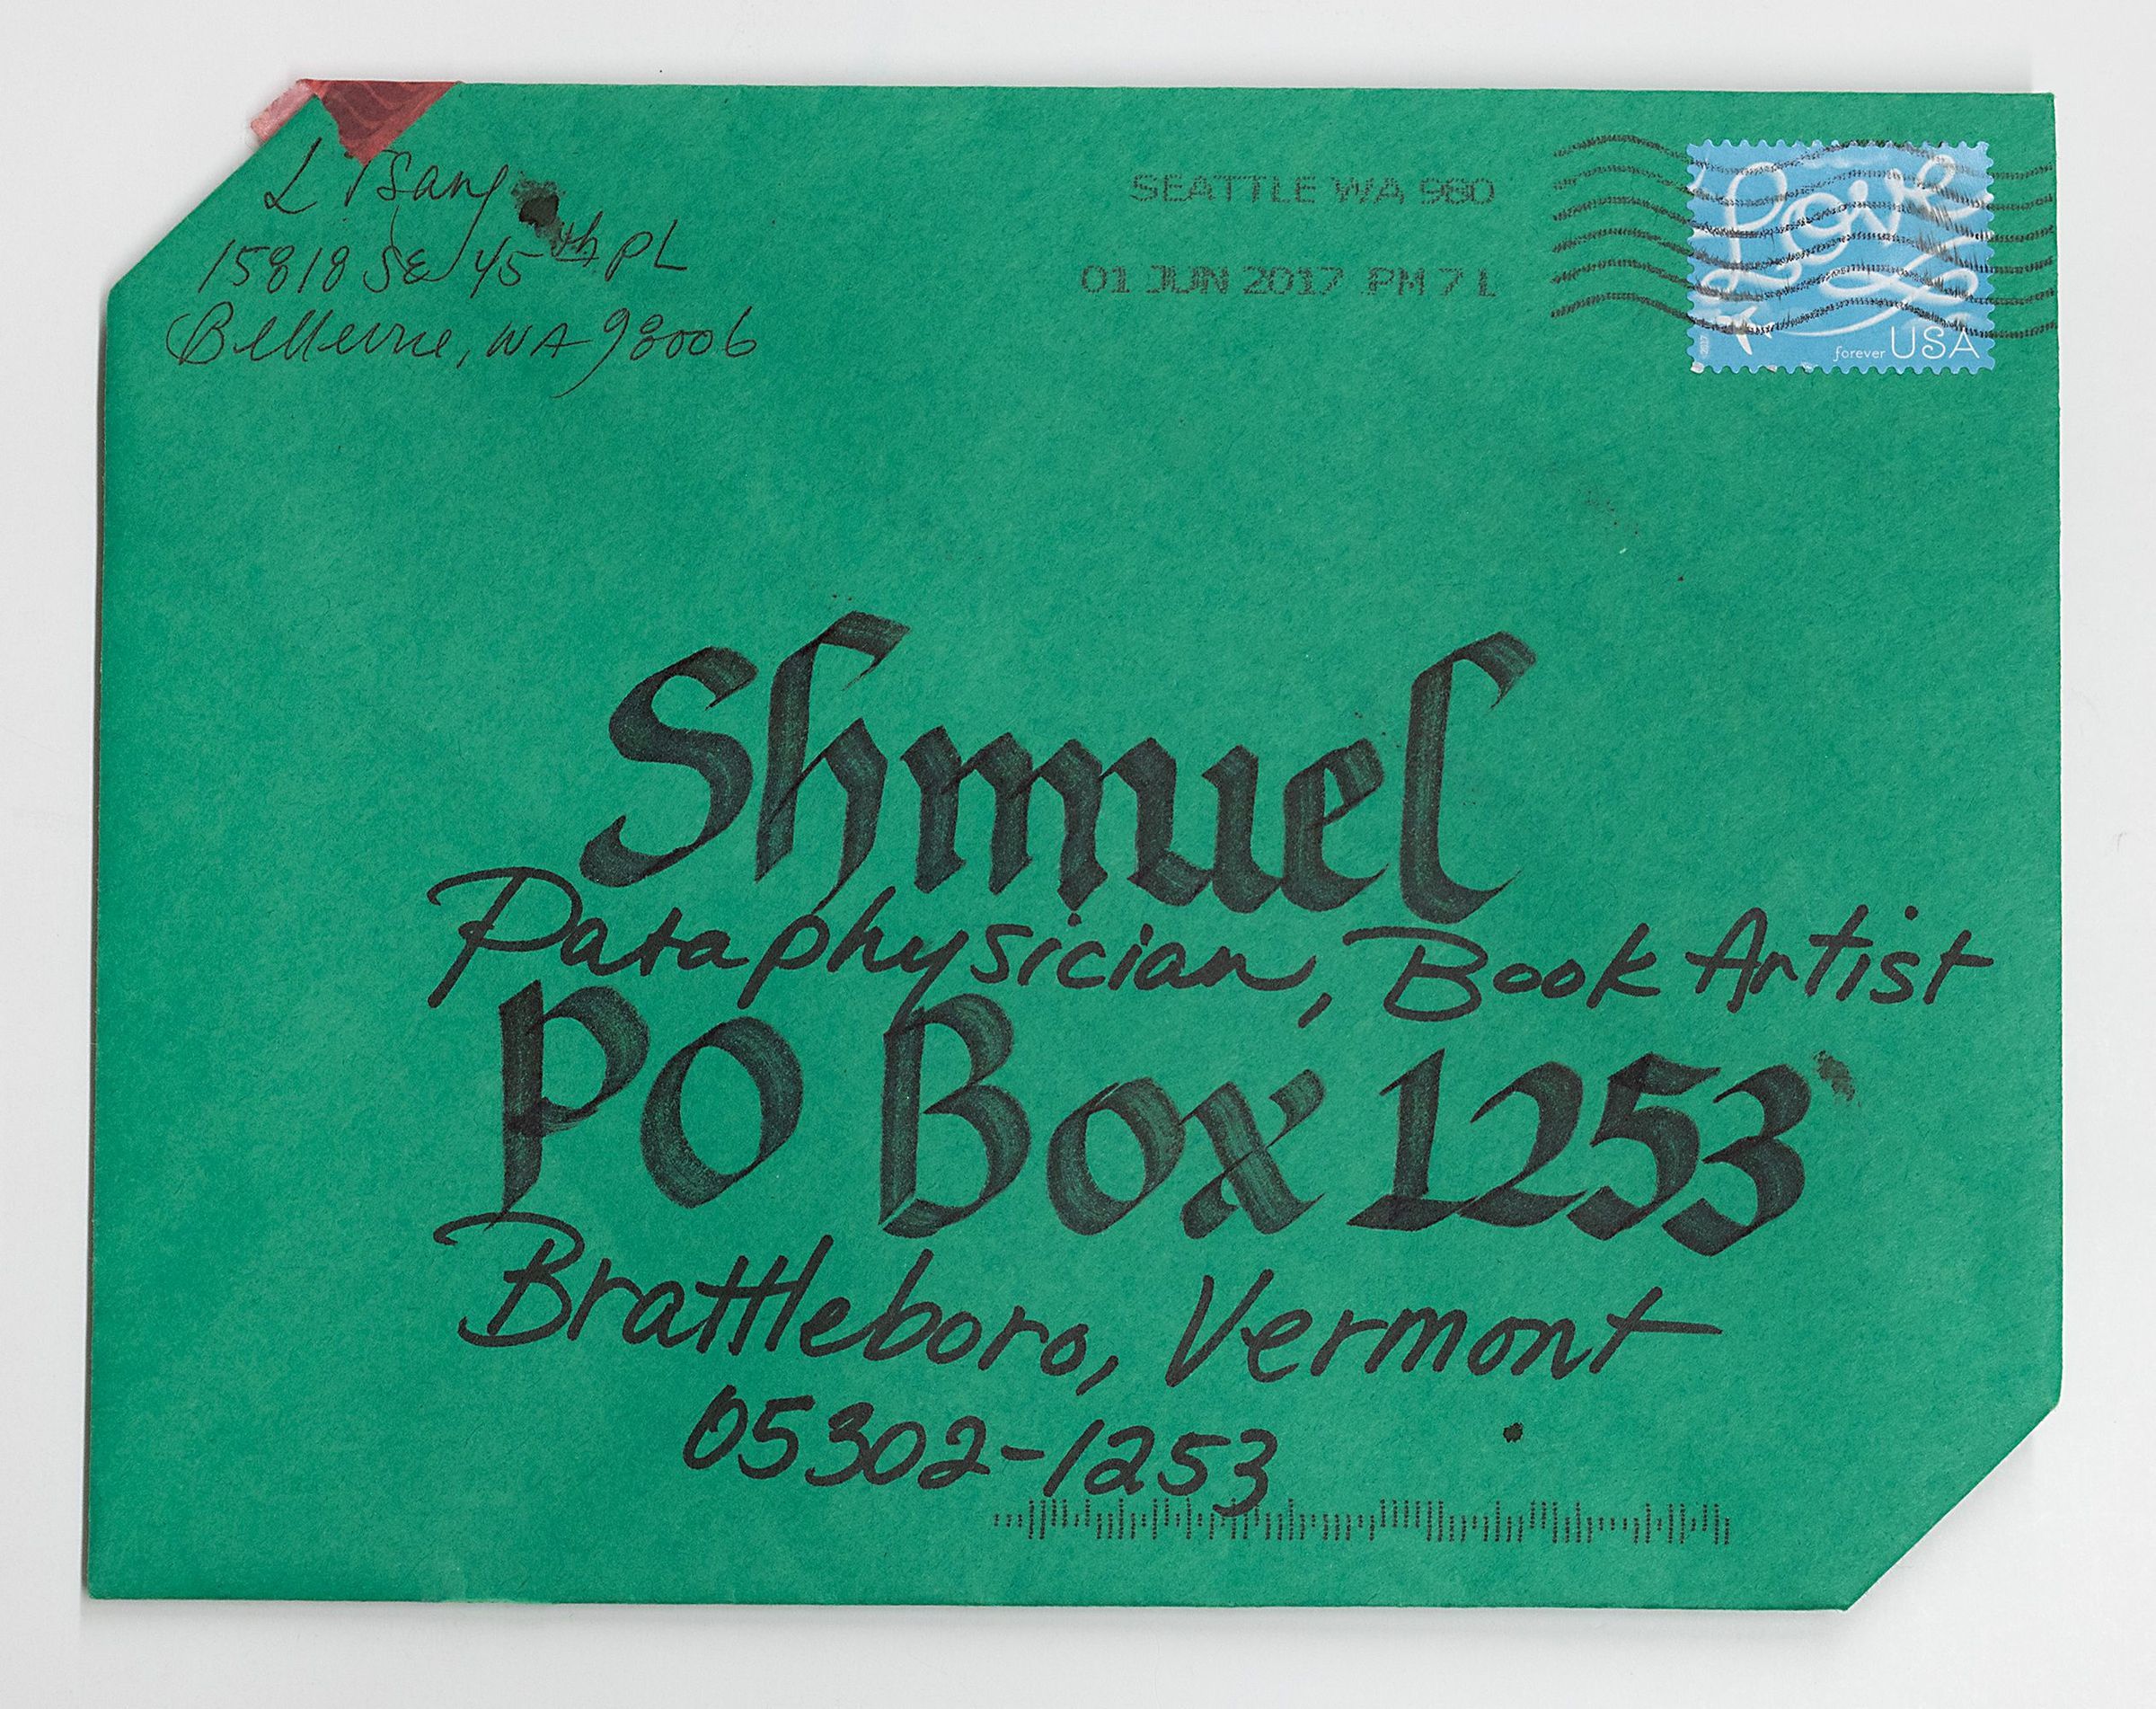 L Tsang
15818 SE 45th PL
Bellevue, WA 98006
SEATTLE WA 980
01 JUN 2017 PM 7 L
Love
forever USA
2017
Shmuel
Pataphysician, Book Artist
PO Box 1253
Brattleboro, Vermont
05302-1253